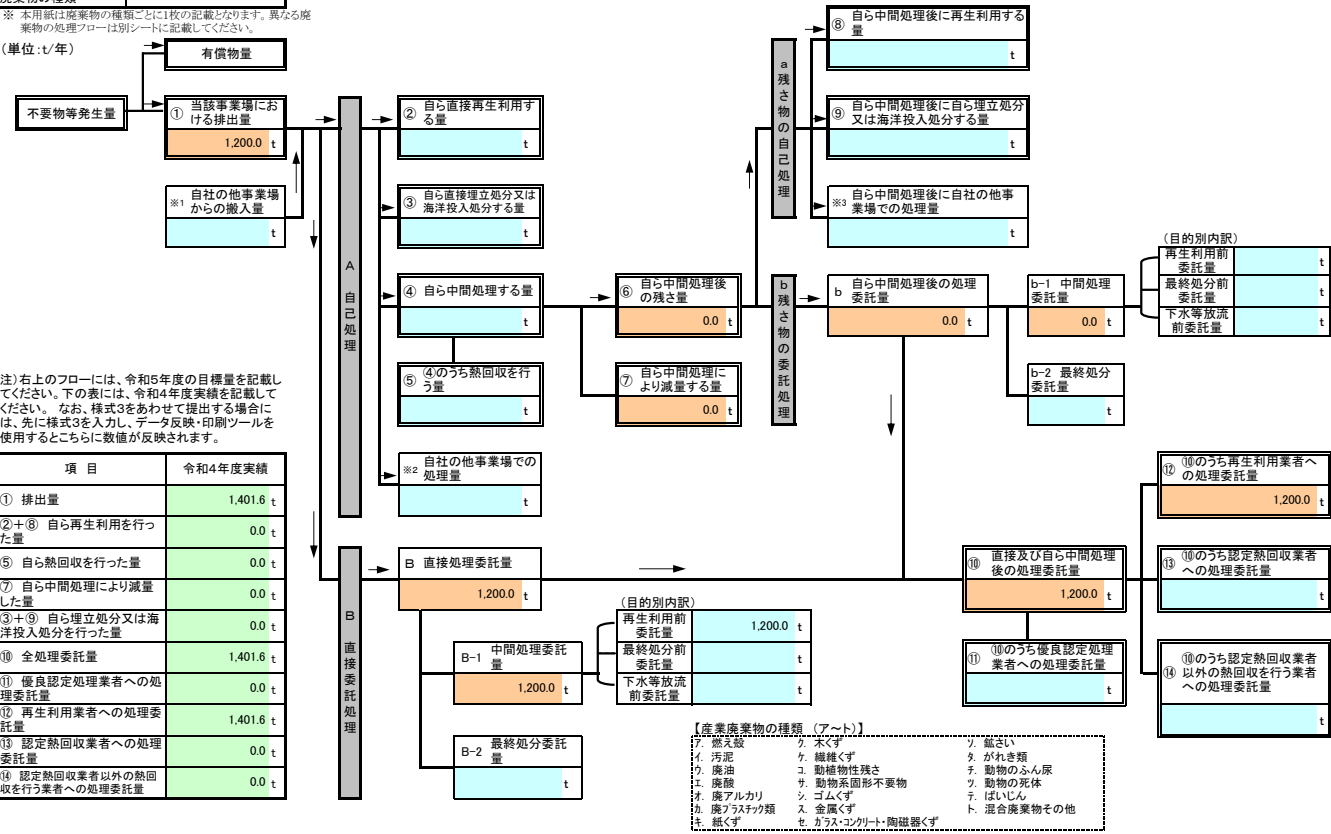 廃棄物の種類
※ 本用紙は廃棄物の種類ごとに1枚の記載となります。異なる廃
棄物の処理フローは別シートに記載してください。
(単位:t/年)
有償物量
不要物等発生量
① 当該事業場にお
ける排出量
1,200.0 t
※1 自社の他事業場
からの搬入量
t
A 自己処理
② 自ら直接再生利用す
る量
t
③ 自ら直接埋立処分又は
海洋投入処分する量
t
④ 自ら中間処理する量
t
⑤ ④のうち熱回収を行
う量
t
※2 自社の他事業場での
処理量
t
⑥ 自ら中間処理後
の残さ量
0.0 t
⑦ 自ら中間処理に
より減量する量
0.0 t
a 残さ物の自己処理
⑧ 自ら中間処理後に再生利用する
量
t
⑨ 自ら中間処理後に自ら埋立処分
又は海洋投入処分する量
t
※3 自ら中間処理後に自社の他事
業場での処理量
t
b 残さ物の委託処理
b 自ら中間処理後の処理
委託量
0.0 t
b-1 中間処理
委託量
0.0 t
b-2 最終処分
委託量
t
(目的別内訳)
再生利用前
委託量
t
最終処分前
委託量
t
下水等放流
前委託量
t
注)右上のフローには、令和5年度の目標量を記載し
てください。下の表には、令和4年度実績を記載して
ください。 なお、様式3をあわせて提出する場合に
は、先に様式3を入力し、データ反映・印刷ツールを
使用するとこちらに数値が反映されます。
項 目 令和4年度実績
① 排出量 1,401.6 t
②+⑧ 自ら再生利用を行っ
た量 0.0 t
⑤ 自ら熱回収を行った量 0.0 t
⑦ 自ら中間処理により減量
した量 0.0 t
③+⑨ 自ら埋立処分又は海
洋投入処分を行った量 0.0 t
⑩ 全処理委託量 1,401.6 t
⑪ 優良認定処理業者への処
理委託量 0.0 t
⑫ 再生利用業者への処理委
託量 1,401.6 t
⑬ 認定熱回収業者への処理
委託量 0.0 t
⑭ 認定熱回収業者以外の熱回
収を行う業者への処理委託量 0.0 t
B 直接委託処理
B 直接処理委託量
1,200.0 t
B-1 中間処理委託
量
1,200.0 t
B-2 最終処分委託
量
t
(目的別内訳)
再生利用前
委託量
1,200.0 t
最終処分前
委託量
t
下水等放流
前委託量
t
⑩ 直接及び自ら中間処理
後の処理委託量
1,200.0 t
⑪ ⑩のうち優良認定処理
業者への処理委託量
t
⑫ ⑩のうち再生利用業者へ
の処理委託量
1,200.0 t
⑬ ⑩のうち認定熱回収業者
への処理委託量
t
⑭ ⑩のうち認定熱回収業者
以外の熱回収を行う業者
への処理委託量
t
【産業廃棄物の種類 (ア~ト)】
ア. 燃え殻 ク. 木くず ソ. 鉱さい
イ. 汚泥 ケ. 繊維くず タ. がれき類
ウ. 廃油 コ. 動植物性残さ チ. 動物のふん尿
エ. 廃酸 サ. 動物系固形不要物 ツ. 動物の死体
オ. 廃アルカリ シ. ゴムくず テ. ばいじん
カ. 廃プラスチック類 ス. 金属くず ト. 混合廃棄物その他
キ. 紙くず セ. ガラス・コンクリート・陶磁器くず